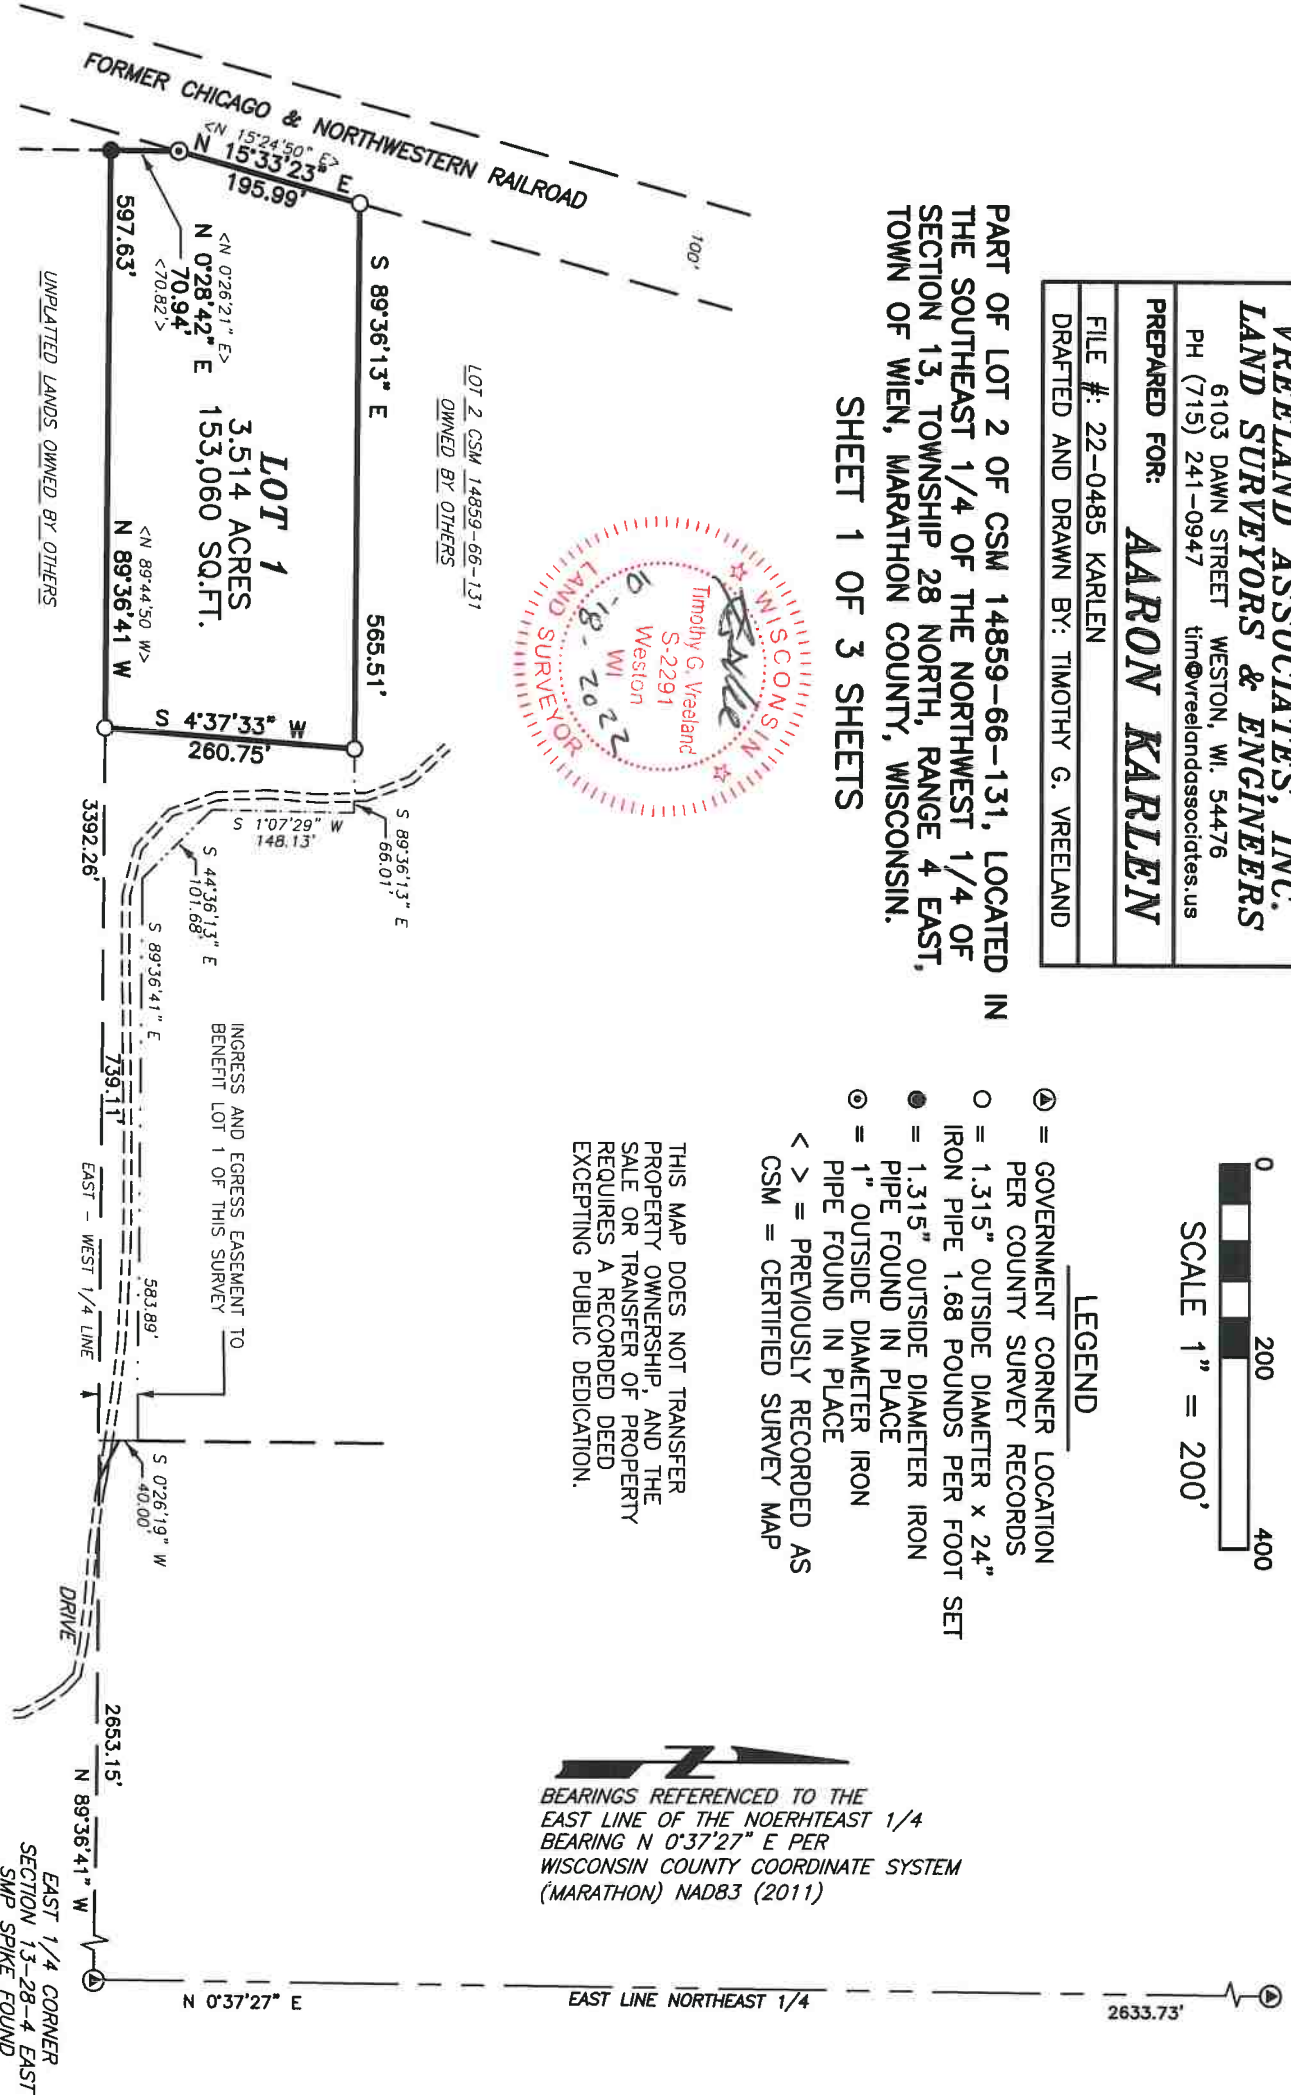 VREELAND ASSOCIATES, INC.
LAND SURVEYORS & ENGINEERS
6103 DAWN STREET WESTON, WI. 54476
PH (715) 241-0947 tim@vreelandassociates.us
PREPARED FOR:
AARON KARLEN
FILE #: 22-0485 KARLEN
DRAFTED AND DRAWN BY: TIMOTHY G. VREELAND
PART OF LOT 2 OF CSM 14859-66-131, LOCATED IN
THE SOUTHEAST 1/4 OF THE NORTHWEST 1/4 OF
SECTION 13, TOWNSHIP 28 NORTH, RANGE 4 EAST,
TOWN OF WIEN, MARATHON COUNTY, WISCONSIN.
SHEET 1 OF 3 SHEETS
0 200 400
SCALE 1" = 200'
LEGEND
= GOVERNMENT CORNER LOCATION
PER COUNTY SURVEY RECORDS
= 1.315" OUTSIDE DIAMETER x 24"
IRON PIPE 1.68 POUNDS PER FOOT SET
= 1.315" OUTSIDE DIAMETER IRON
PIPE FOUND IN PLACE
= 1" OUTSIDE DIAMETER IRON
PIPE FOUND IN PLACE
< > = PREVIOUSLY RECORDED AS
CSM = CERTIFIED SURVEY MAP
THIS MAP DOES NOT TRANSFER
PROPERTY OWNERSHIP, AND THE
SALE OR TRANSFER OF PROPERTY
REQUIRES A RECORDED DEED
EXCEPTING PUBLIC DEDICATION.
WISCONSIN
Timothy G. Vreeland
S-2291
Weston
WI
10-18-2022
LAND SURVEYOR
BEARINGS REFERENCED TO THE
EAST LINE OF THE NOERHTEAST 1/4
BEARING N 0°37'27" E PER
WISCONSIN COUNTY COORDINATE SYSTEM
(MARATHON) NAD83 (2011)
100'
FORMER CHICAGO & NORTHWESTERN RAILROAD
<N 15°24'50" E>
N 15°33'23" E
195.99'
S 89°36'13" E
565.51'
LOT 2 CSM 14859-66-131
OWNED BY OTHERS
<N 0°26'21" E>
N 0°28'42" E
70.94'
<70.82'>
LOT 1
3.514 ACRES
153,060 SQ.FT.
597.63'
<N 89°44'50 W>
N 89°36'41 W
S 4°37'33" W
260.75'
UNPLATTED LANDS OWNED BY OTHERS
S 89°36'13" E
66.01'
S 1°07'29" W
148.13'
S 44°36'13" E
101.68'
S 89°36'41" E
583.89'
INGRESS AND EGRESS EASEMENT TO
BENEFIT LOT 1 OF THIS SURVEY
3392.26'
739.11'
EAST - WEST 1/4 LINE
S 0°26'19" W
40.00'
DRIVE
2653.15'
N 89°36'41" W
EAST 1/4 CORNER
SECTION 13-28-4 EAST
SMP SPIKE FOUND
N 0°37'27" E
EAST LINE NORTHEAST 1/4
2633.73'